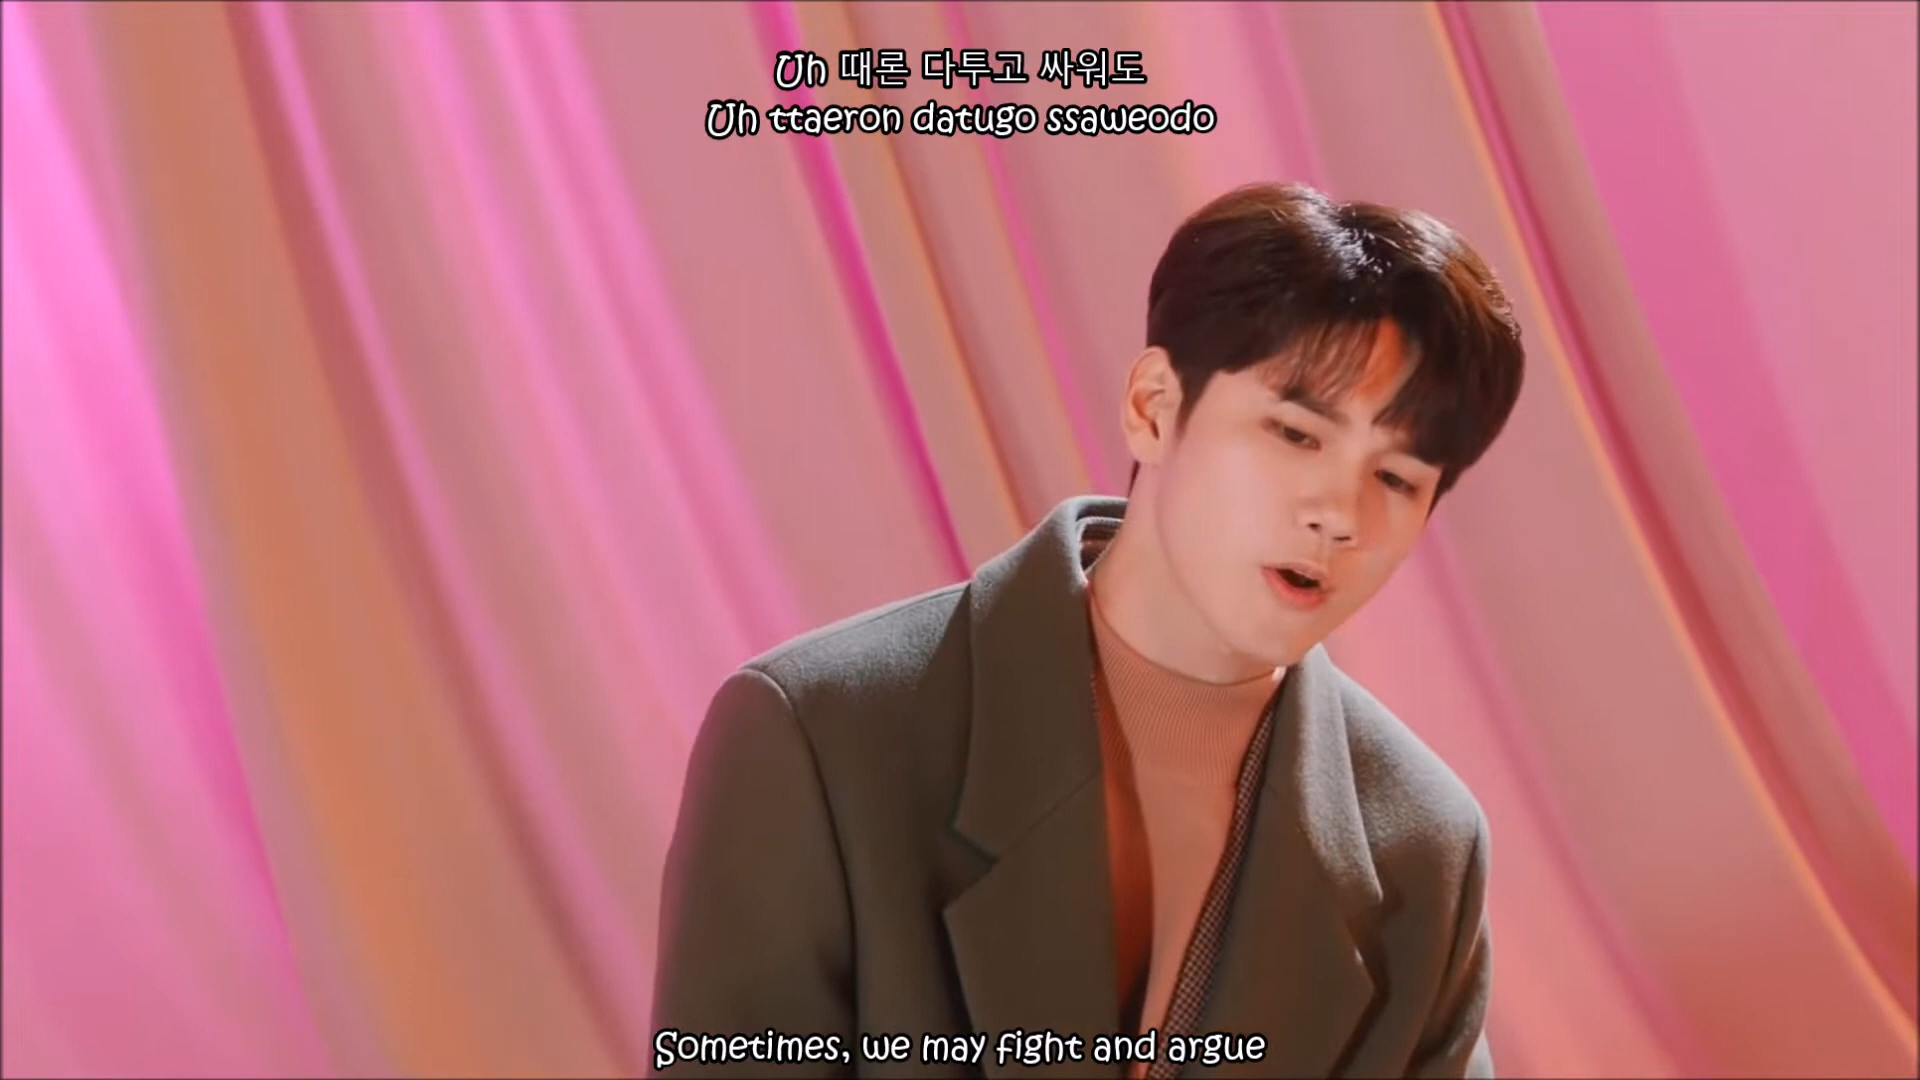 Uh 때론 다투고 싸워도
Uh ttaeron datugo ssaweodo
Sometimes, we may fight and argue